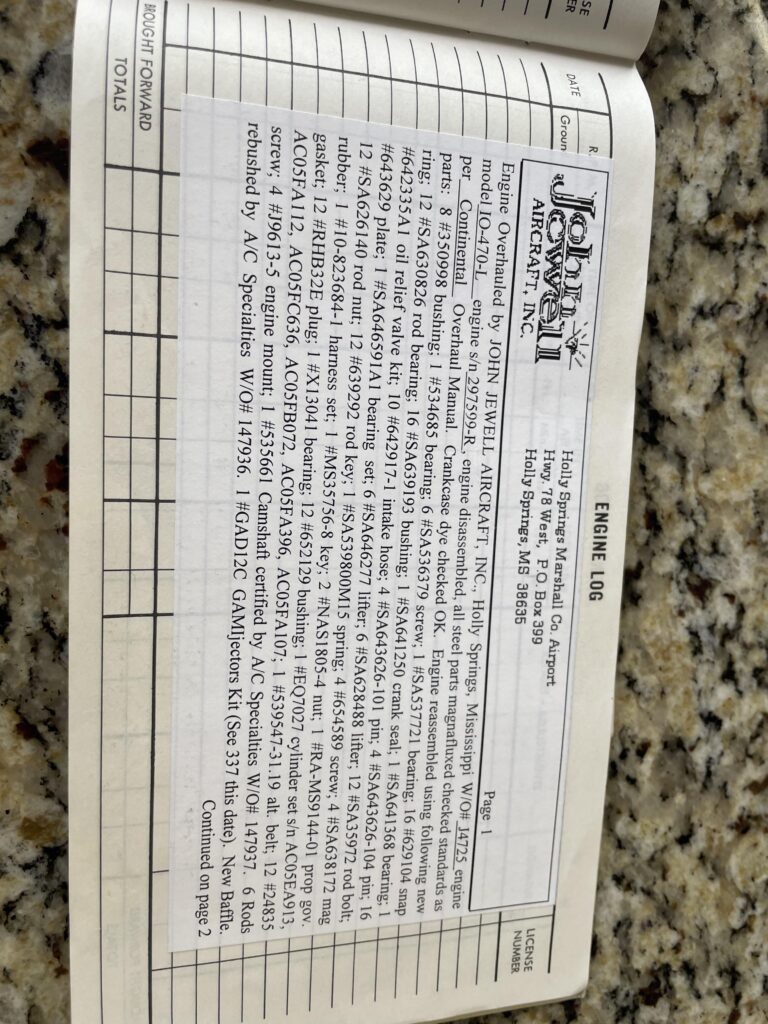 SE
ER
ENGINE LOG
DATE
R.
Groun
LICENSE
NUMBER
John
Jewell
AIRCRAFT, INC.
Holly Springs Marshall Co. Airport
Hwy. 78 West, P.O. Box 399
Holly Springs, MS 38635
Page 1
Engine Overhauled by JOHN JEWELL AIRCRAFT, INC., Holly Springs, Mississippi W/O# 14725 engine
model IO-470-L engine s/n 297599-R, engine disassembled, all steel parts magnafluxed checked standards as
per Continental Overhaul Manual. Crankcase dye checked OK. Engine reassembled using following new
parts: 8 #350998 bushing; 1 #534685 bearing; 6 #SA536379 screw; 1 #SA537721 bearing; 16 #629104 snap
ring; 12 #SA630826 rod bearing; 16 #SA639193 bushing; 1 #SA641250 crank seal; 1 #SA641368 bearing; 1
#642335A1 oil relief valve kit; 10 #642917-1 intake hose; 4 #SA643626-101 pin; 4 #SA643626-104 pin; 16
#643629 plate; 1 #SA646591A1 bearing set; 6 #SA646277 lifter; 6 #SA628488 lifter; 12 #SA35972 rod bolt;
12 #SA626140 rod nut; 12 #639292 rod key; 1 #SA539800M15 spring; 4 #654589 screw; 4 #SA638172 mag
rubber; 1 #10-823684-1 harness set; 1 #MS35756-8 key; 2 #NAS1805-4 nut; 1 #RA-MS9144-01 prop gov.
gasket; 12 #RHB32E plug; 1 #X13041 bearing; 12 #652129 bushing; 1 #EQ7027 cylinder set s/n AC05EA913,
AC05FA112, AC05FC636, AC05FB072, AC05FA396, AC05FA107; 1 #539547-31.19 alt. belt; 12 #24835
screw; 4 #J9613-5 engine mount; 1 #535661 Camshaft certified by A/C Specialties W/O# 147937. 6 Rods
rebushed by A/C Specialties W/O# 147936. 1 #GAD12C GAMIjectors Kit (See 337 this date). New Baffle.
Continued on page 2
BROUGHT FORWARD
TOTALS